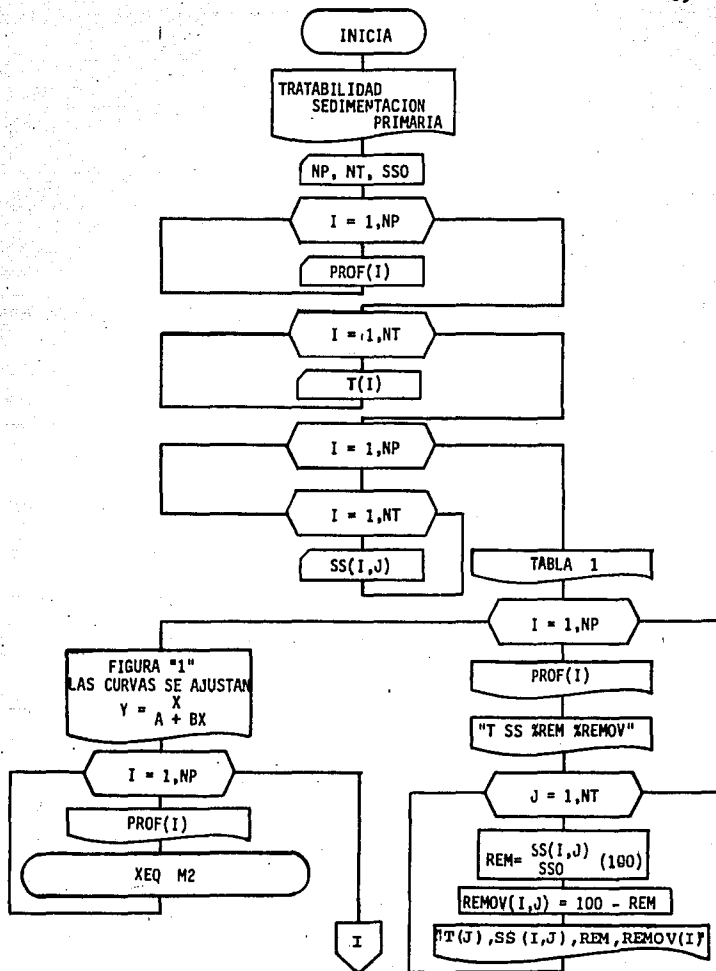 INICIA
TRATABILIDAD
SEDIMENTACION
PRIMARIA
NP, NT, SSO
I = 1,NP
PROF(I)
I = 1,NT
T(I)
I = 1,NP
I = 1,NT
SS(I,J)
TABLA 1
I = 1,NP
PROF(I)
"T SS %REM %REMOV"
J = 1,NT
REM= SS(I,J)
SSO (100)
REMOV(I,J) = 100 - REM
"T(J),SS(I,J),REM,REMOV(I)"
FIGURA "1"
LAS CURVAS SE AJUSTAN
Y = X
A + BX
I = 1,NP
PROF(I)
XEQ M2
I